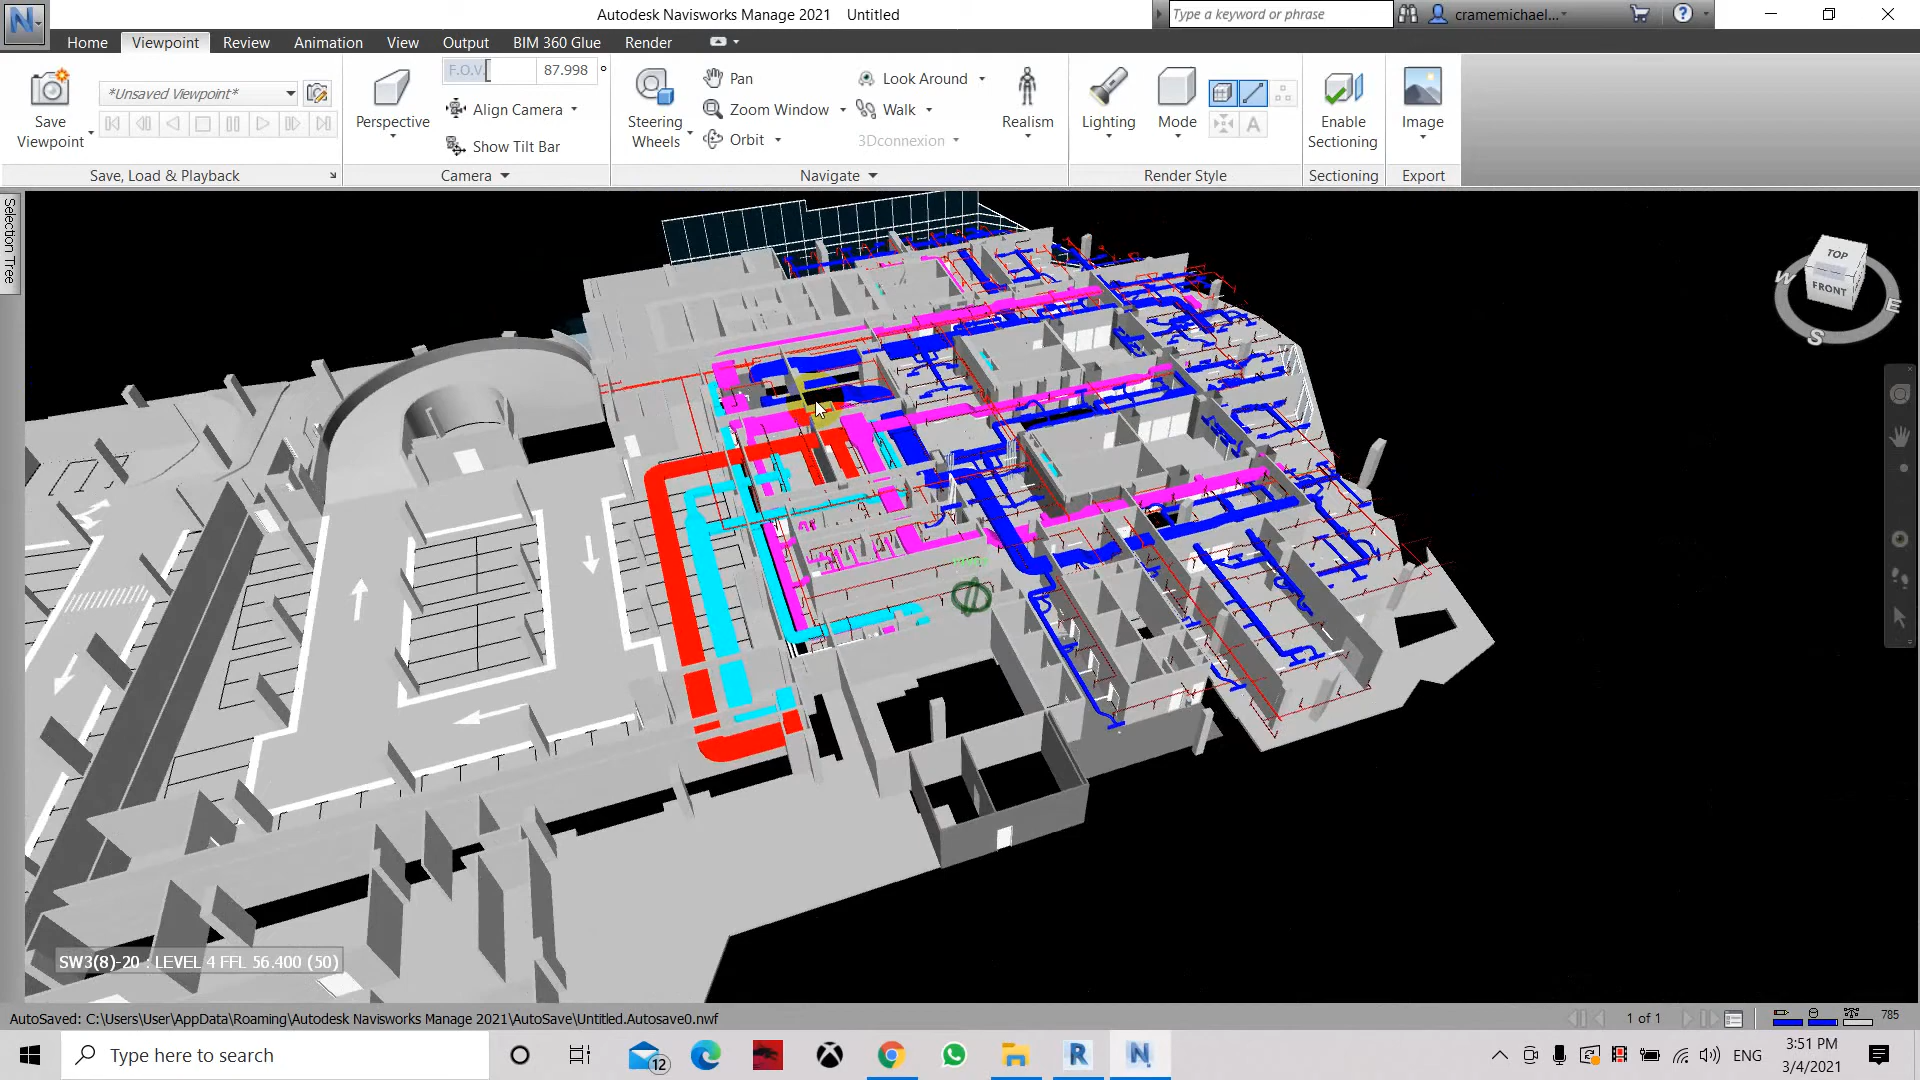 Autodesk Navisworks Manage 2021 Untitled
Type a keyword or phrase
cramemichael...
Home Viewpoint Review Animation View Output BIM 360 Glue Render
Save Viewpoint
*Unsaved Viewpoint*
Save, Load & Playback
Perspective
F.O.V.
87.998
Align Camera
Show Tilt Bar
Camera
Steering Wheels
Pan
Zoom Window
Orbit
Look Around
Walk
3Dconnexion
Realism
Navigate
Lighting
Mode
A
Render Style
Enable Sectioning
Sectioning
Image
Export
Selection Tree
TOP
FRONT
W
E
S
SW3(8)-20 : LEVEL 4 FFL 56.400 (50)
AutoSaved: C:\Users\User\AppData\Roaming\Autodesk Navisworks Manage 2021\AutoSave\Untitled.Autosave0.nwf
1 of 1
785
Type here to search
12
ENG
3:51 PM
3/4/2021